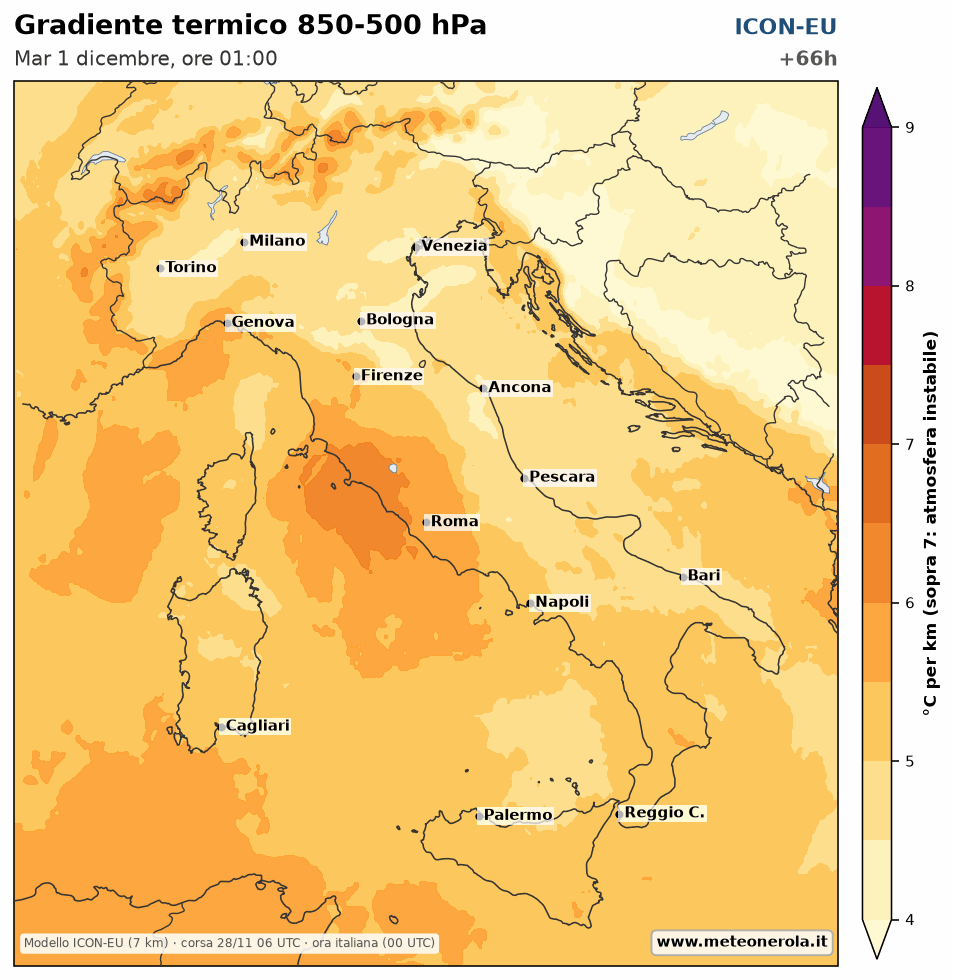 Gradiente termico 850-500 hPa
ICON-EU
Mar 1 dicembre, ore 01:00
+66h
Milano
Venezia
Torino
Genova
Bologna
Firenze
Ancona
Pescara
Roma
Bari
Napoli
Cagliari
Palermo
Reggio C.
9
8
7
6
5
4
°C per km (sopra 7: atmosfera instabile)
Modello ICON-EU (7 km) · corsa 28/11 06 UTC · ora italiana (00 UTC)
www.meteonerola.it